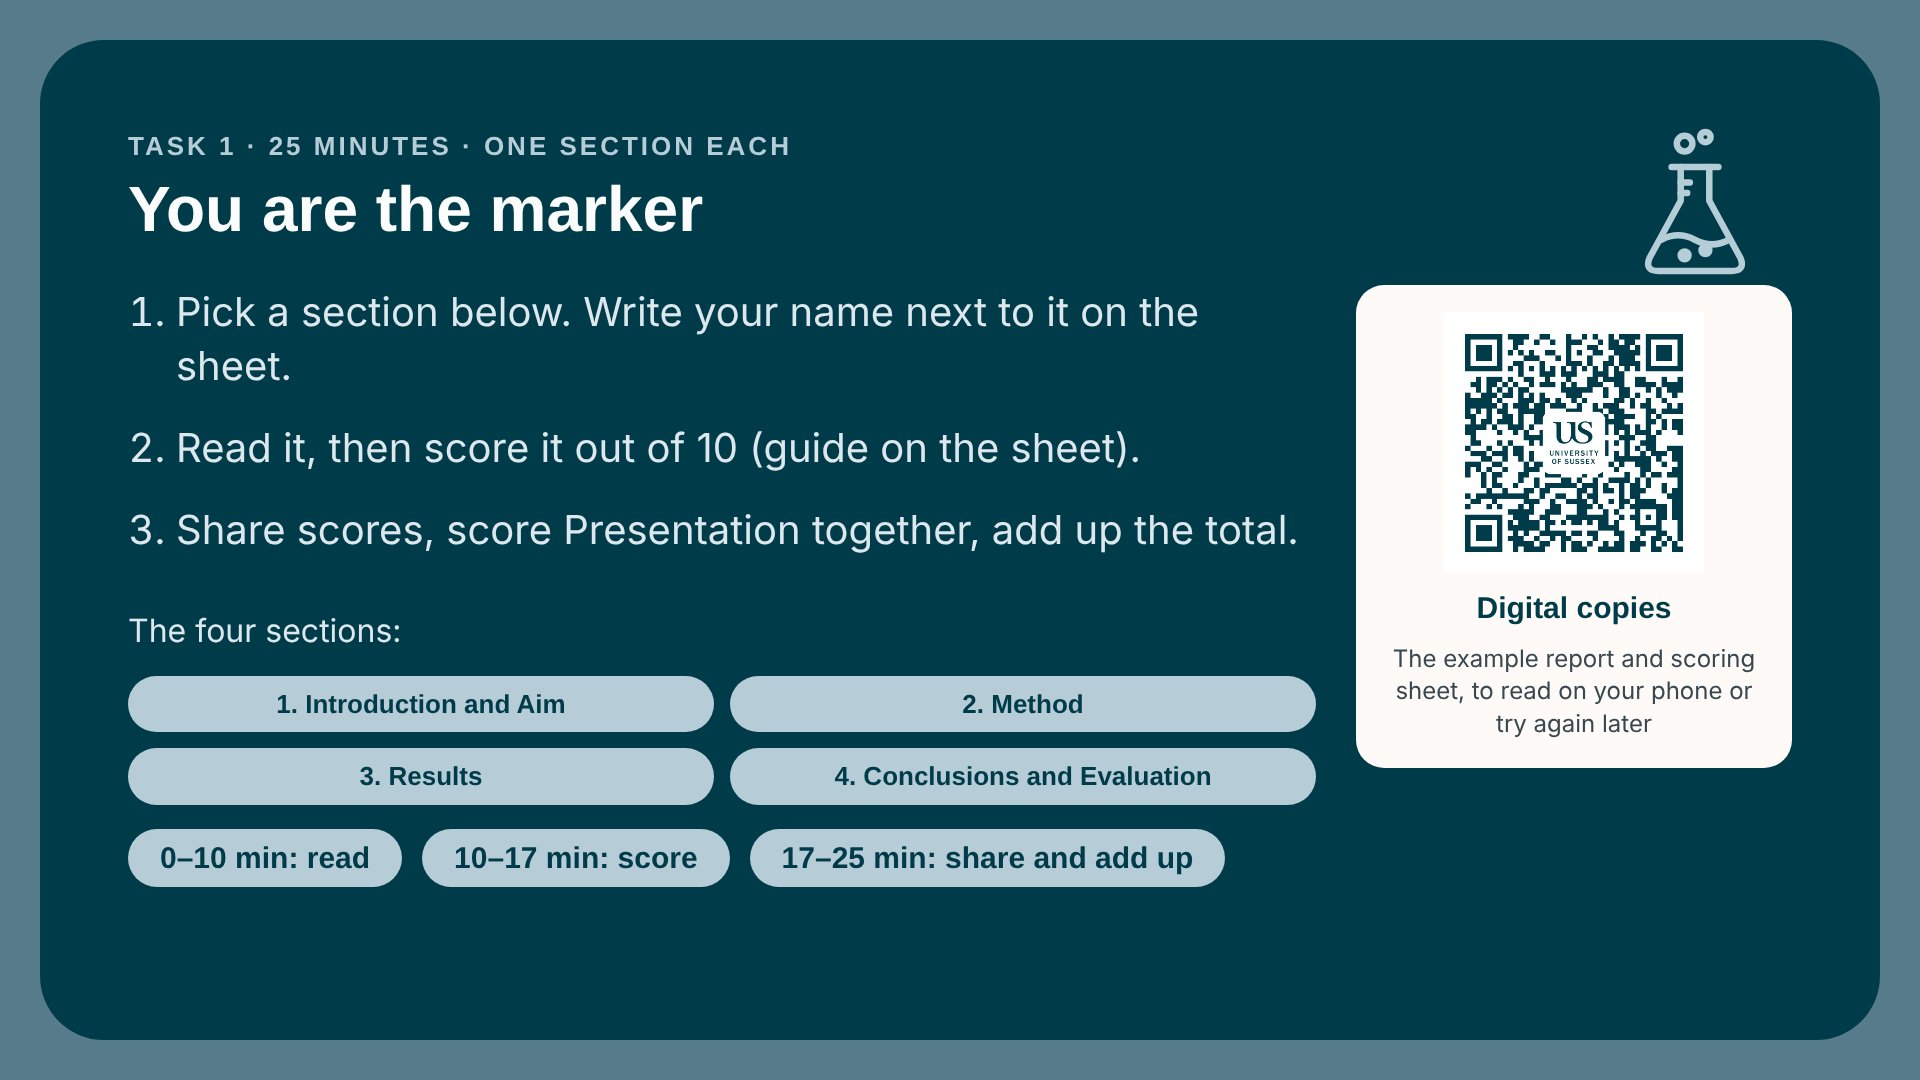 TASK 1 · 25 MINUTES · ONE SECTION EACH
You are the marker
1. Pick a section below. Write your name next to it on the
sheet.
2. Read it, then score it out of 10 (guide on the sheet).
3. Share scores, score Presentation together, add up the total.
The four sections:
1. Introduction and Aim
2. Method
3. Results
4. Conclusions and Evaluation
0–10 min: read
10–17 min: score
17–25 min: share and add up
US
UNIVERSITY
OF SUSSEX
Digital copies
The example report and scoring
sheet, to read on your phone or
try again later